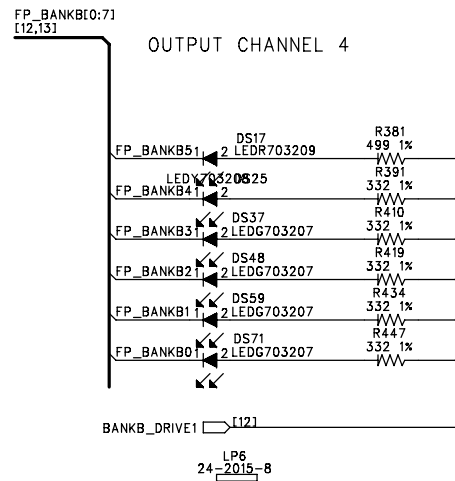 FP_BANKB[0:7]
[12,13]
OUTPUT CHANNEL 4
R381
DS17
499 1%
FP_BANKB5 1 2 LEDR703209
R391
LEDY703208 DS25
332 1%
FP_BANKB4 1 2
R410
DS37
332 1%
FP_BANKB3 1 2 LEDG703207
R419
DS48
332 1%
FP_BANKB2 1 2 LEDG703207
R434
DS59
332 1%
FP_BANKB1 1 2 LEDG703207
R447
DS71
332 1%
FP_BANKB0 1 2 LEDG703207
BANKB_DRIVE1 [12]
LP6
24-2015-8